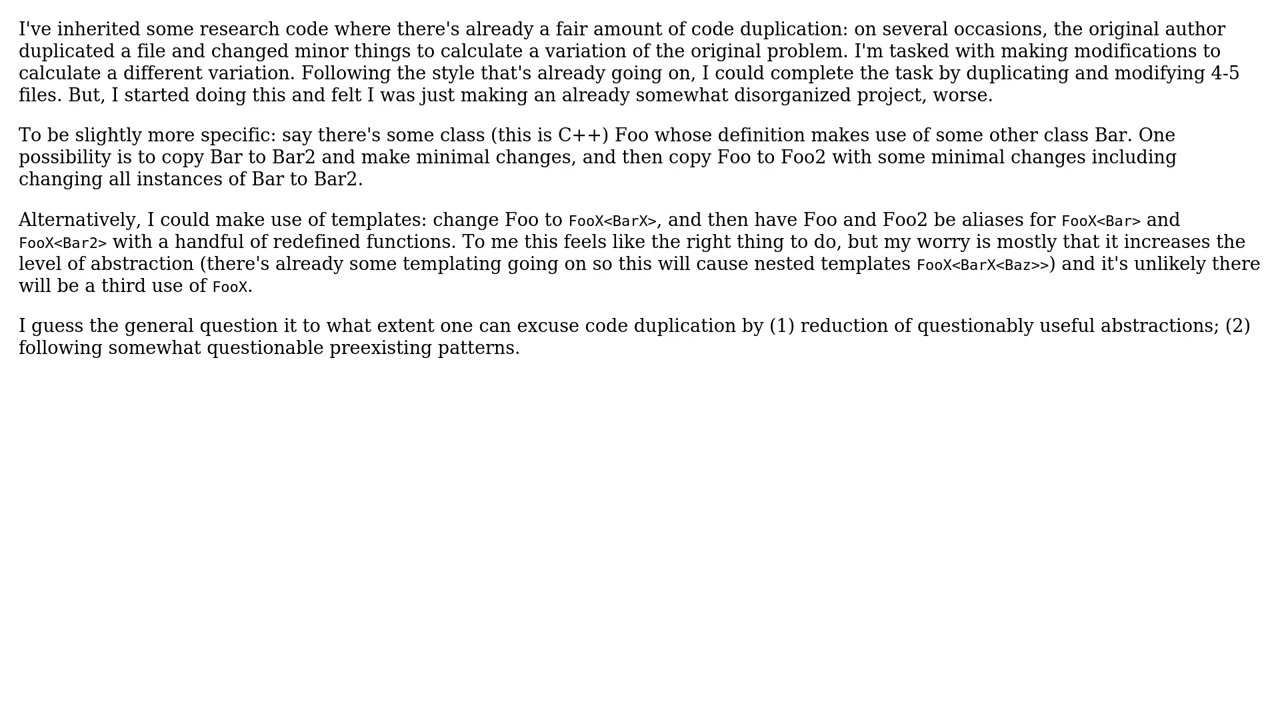 I've inherited some research code where there's already a fair amount of code duplication: on several occasions, the original author
duplicated a file and changed minor things to calculate a variation of the original problem. I'm tasked with making modifications to
calculate a different variation. Following the style that's already going on, I could complete the task by duplicating and modifying 4-5
files. But, I started doing this and felt I was just making an already somewhat disorganized project, worse.
To be slightly more specific: say there's some class (this is C++) Foo whose definition makes use of some other class Bar. One
possibility is to copy Bar to Bar2 and make minimal changes, and then copy Foo to Foo2 with some minimal changes including
changing all instances of Bar to Bar2.
Alternatively, I could make use of templates: change Foo to FooX<BarX>, and then have Foo and Foo2 be aliases for FooX<Bar> and
FooX<Bar2> with a handful of redefined functions. To me this feels like the right thing to do, but my worry is mostly that it increases the
level of abstraction (there's already some templating going on so this will cause nested templates FooX<BarX<Baz>>) and it's unlikely there
will be a third use of FooX.
I guess the general question it to what extent one can excuse code duplication by (1) reduction of questionably useful abstractions; (2)
following somewhat questionable preexisting patterns.